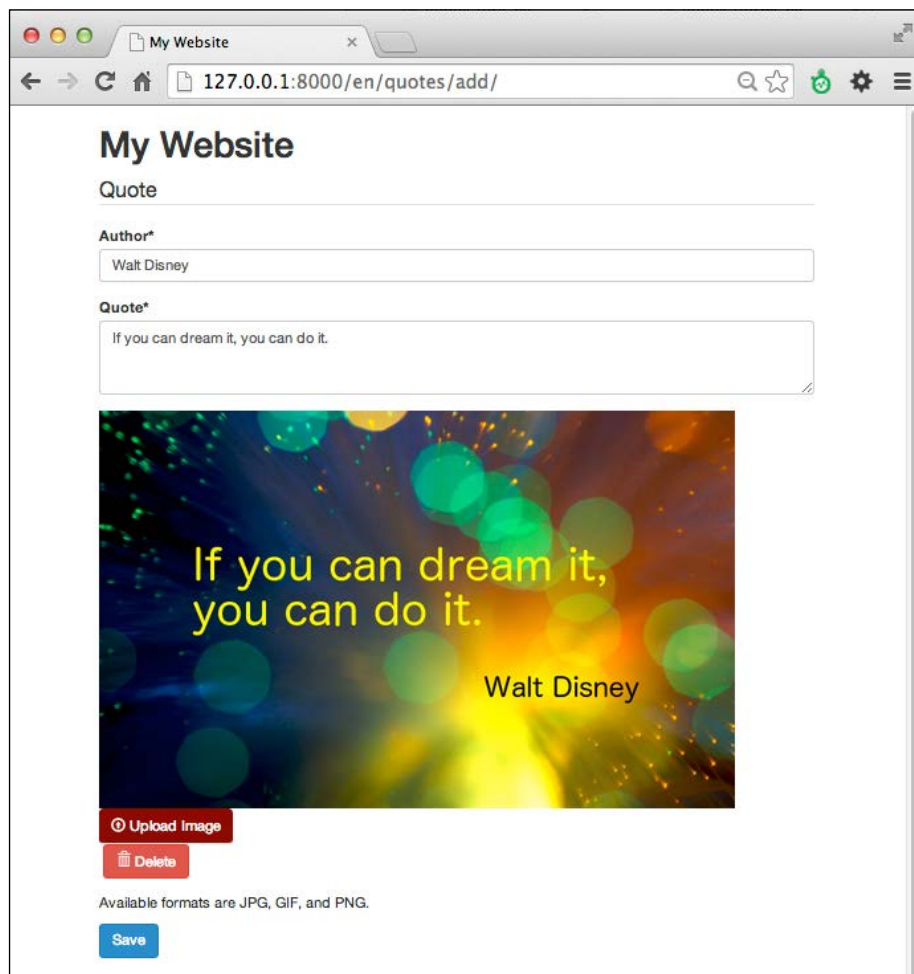 My Website
127.0.0.1:8000/en/quotes/add/
My Website
Quote
Author*
Walt Disney
Quote*
If you can dream it, you can do it.
If you can dream it,
you can do it.
Walt Disney
Upload Image
Delete
Available formats are JPG, GIF, and PNG.
Save